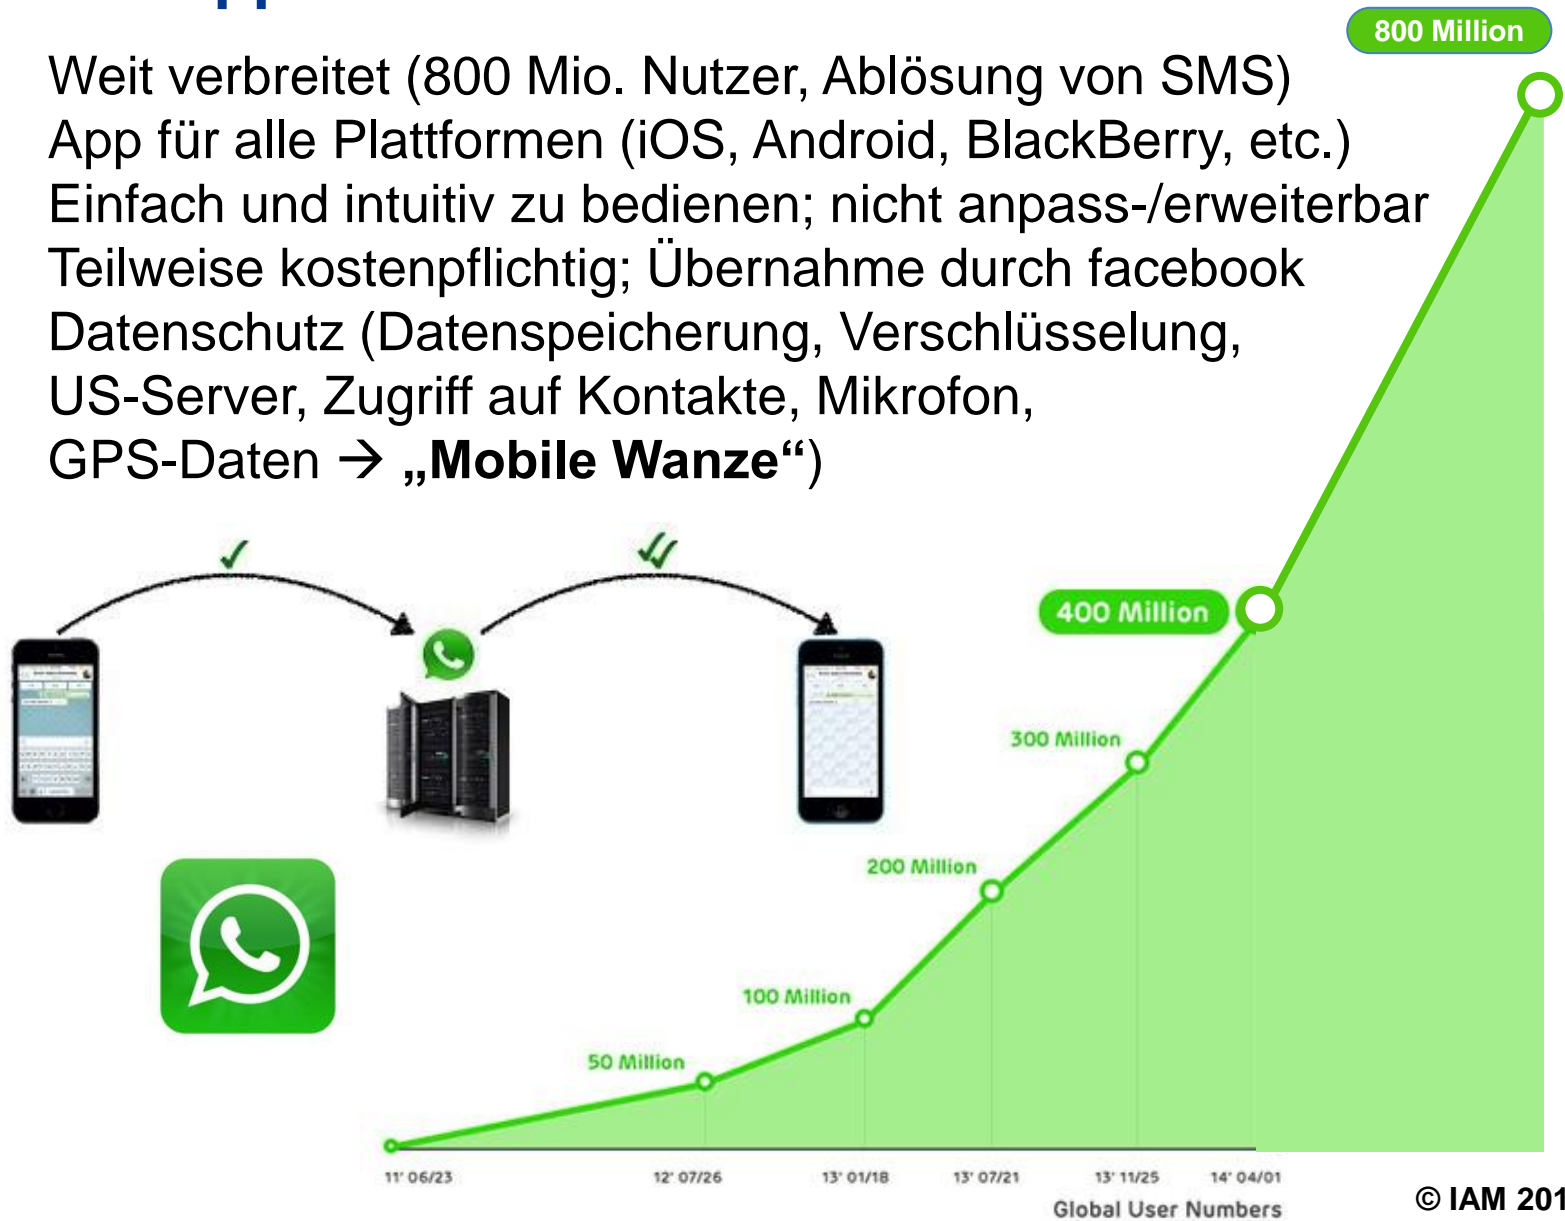 800 Million
Weit verbreitet (800 Mio. Nutzer, Ablösung von SMS)
App für alle Plattformen (iOS, Android, BlackBerry, etc.)
Einfach und intuitiv zu bedienen; nicht anpass-/erweiterbar
Teilweise kostenpflichtig; Übernahme durch facebook
Datenschutz (Datenspeicherung, Verschlüsselung,
US-Server, Zugriff auf Kontakte, Mikrofon,
GPS-Daten → „Mobile Wanze“)
400 Million
300 Million
200 Million
100 Million
50 Million
11' 06/23 12' 07/26 13' 01/18 13' 07/21 13' 11/25 14' 04/01
Global User Numbers
© IAM 201